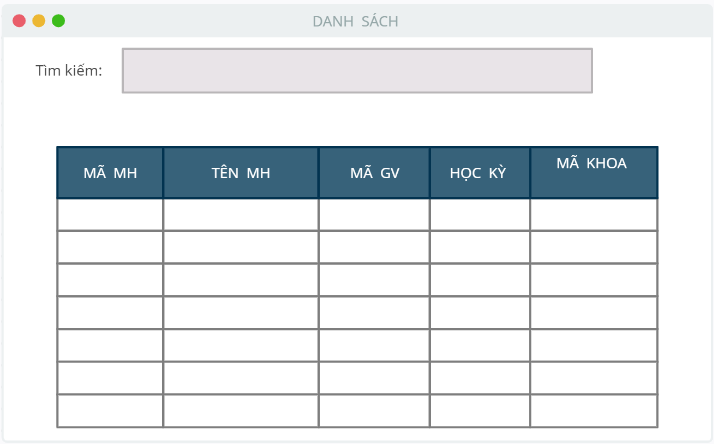 DANH SÁCH
Tìm kiếm:
MÃ MH
TÊN MH
MÃ GV
HỌC KỲ
MÃ KHOA